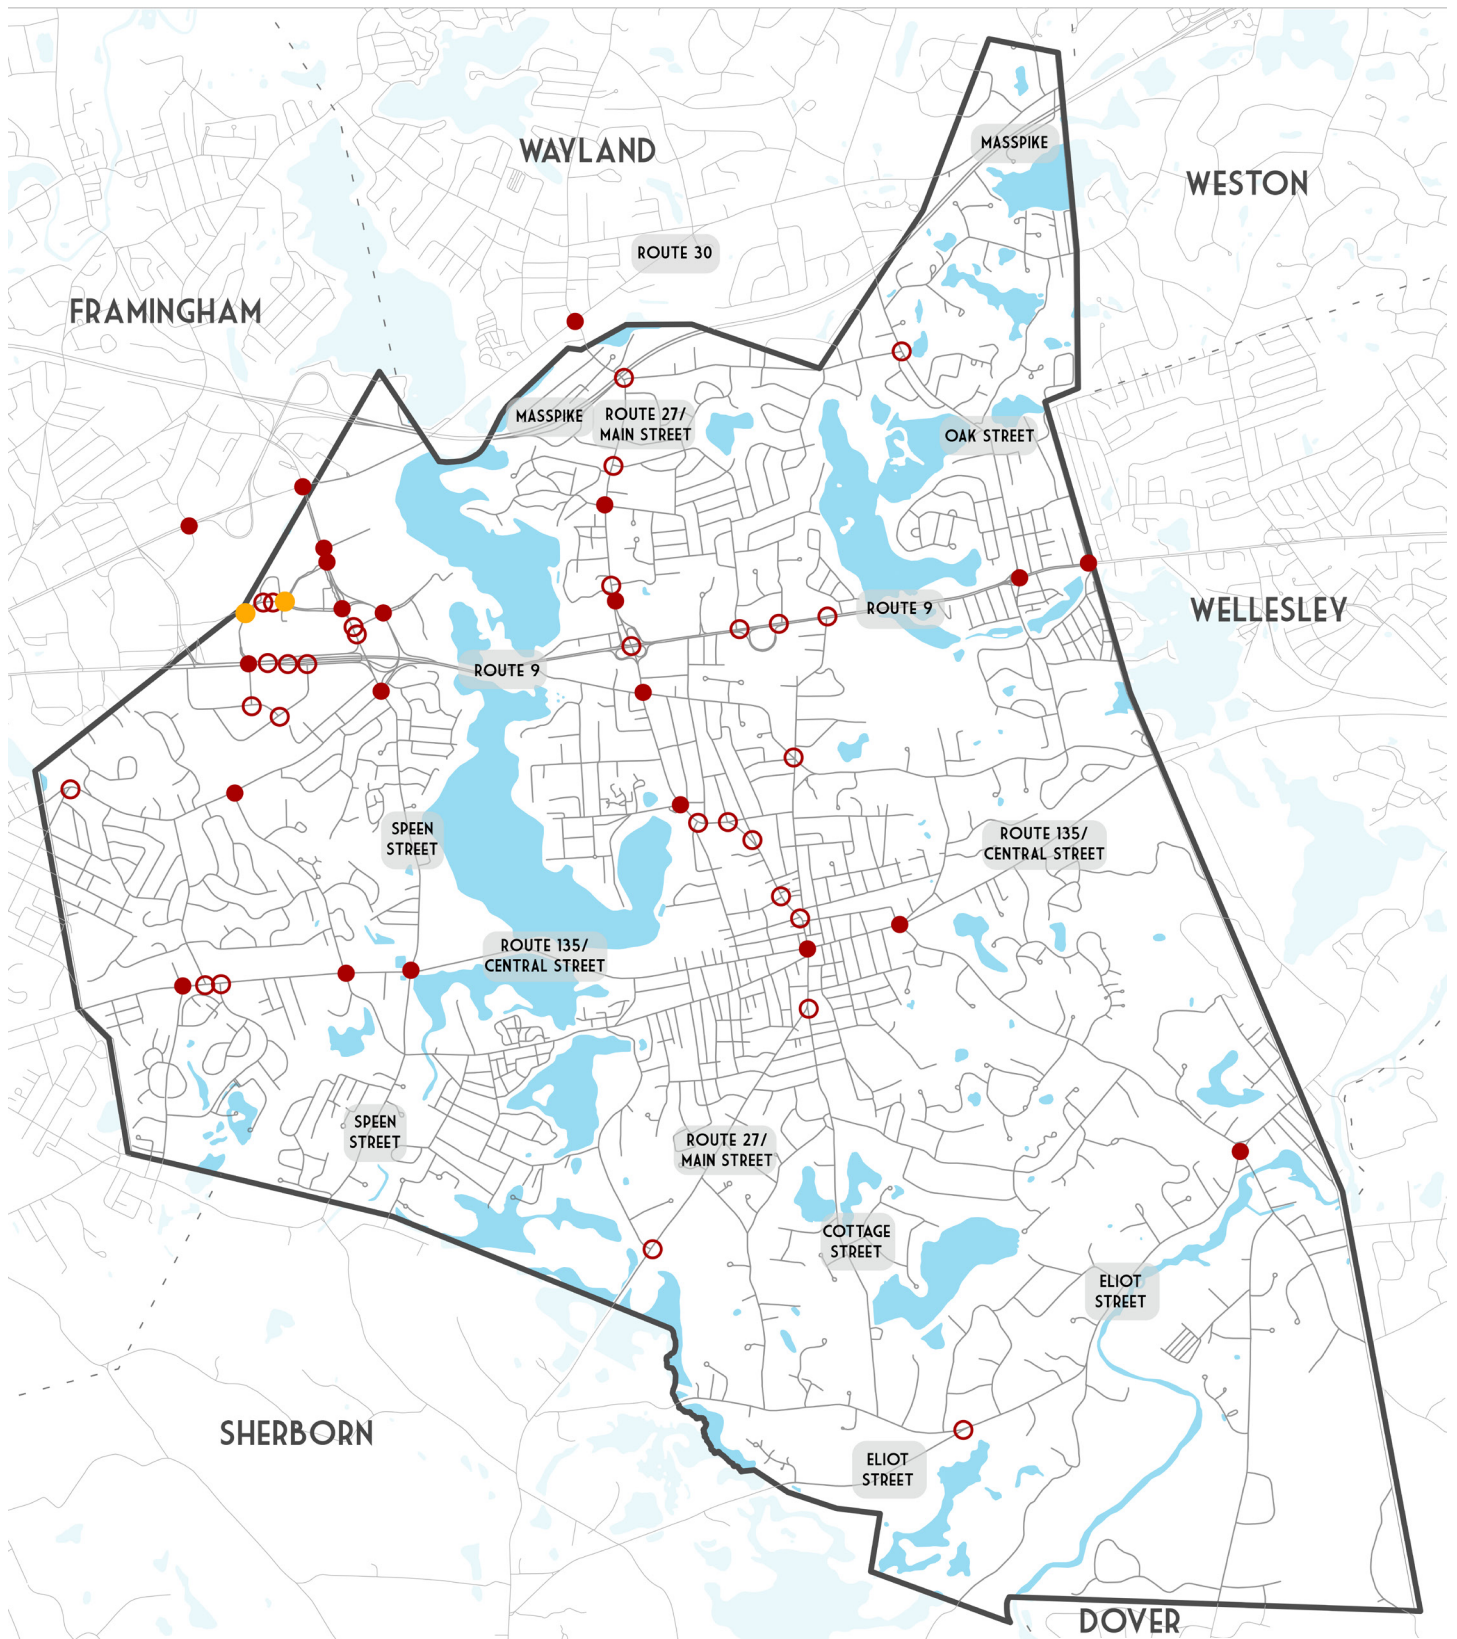 MASSPIKE
WAYLAND
WESTON
ROUTE 30
FRAMINGHAM
MASSPIKE
ROUTE 27/
MAIN STREET
OAK STREET
ROUTE 9
WELLESLEY
ROUTE 9
SPEEN
STREET
ROUTE 135/
CENTRAL STREET
ROUTE 135/
CENTRAL STREET
SPEEN
STREET
ROUTE 27/
MAIN STREET
COTTAGE
STREET
ELIOT
STREET
SHERBORN
ELIOT
STREET
DOVER